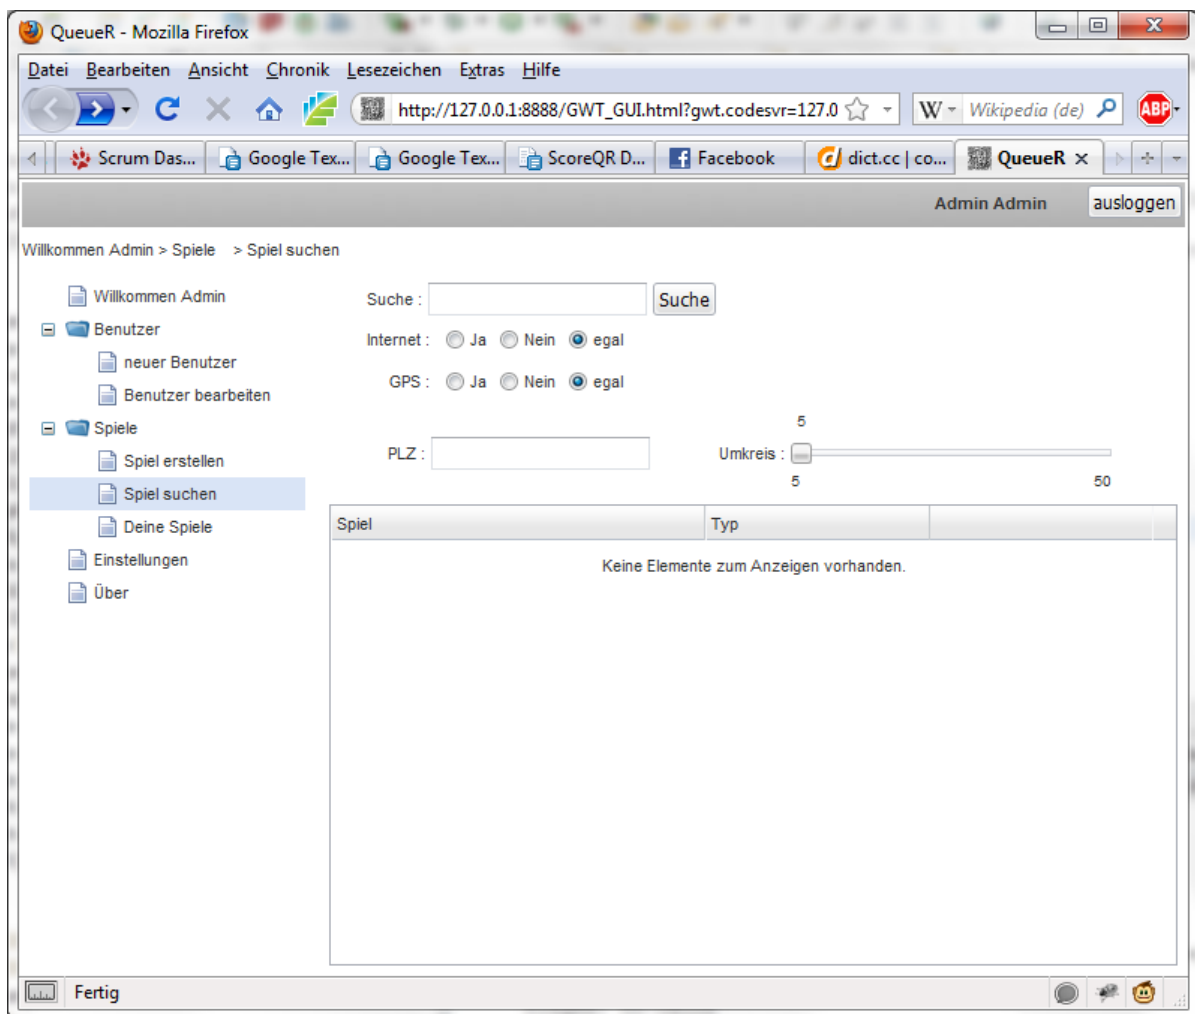 QueueR - Mozilla Firefox
Datei Bearbeiten Ansicht Chronik Lesezeichen Extras Hilfe
http://127.0.0.1:8888/GWT_GUI.html?gwt.codesvr=127.0 W Wikipedia (de) ABP
Scrum Das... Google Tex... Google Tex... ScoreQR D... Facebook dict.cc | co... QueueR
Admin Admin ausloggen
Willkommen Admin > Spiele > Spiel suchen
Willkommen Admin
Benutzer
neuer Benutzer
Benutzer bearbeiten
Spiele
Spiel erstellen
Spiel suchen
Deine Spiele
Einstellungen
Über
Suche : Suche
Internet : Ja Nein egal
GPS : Ja Nein egal
5
PLZ : Umkreis :
5 50
Spiel Typ
Keine Elemente zum Anzeigen vorhanden.
Fertig